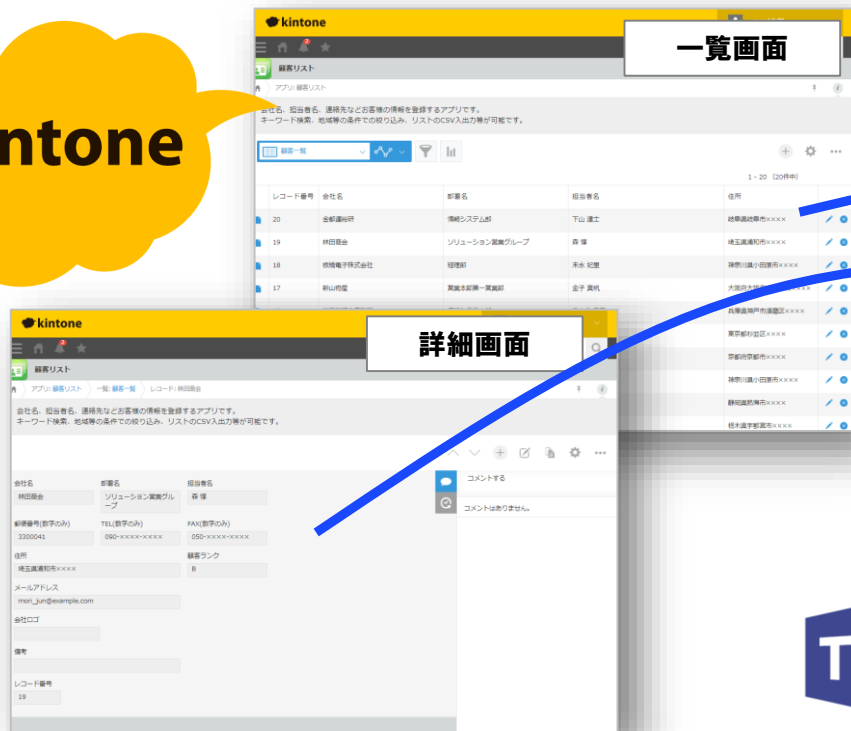 kintone
一覧画面
顧客リスト
アプリ: 顧客リスト
会社名、担当者名、連絡先などお客様の情報を登録するアプリです。
キーワード検索、地域等の条件での絞り込み、リストのCSV入出力等が可能です。
顧客一覧
1 - 20 (20件中)
レコード番号 会社名 部署名 担当者名 住所
20 金都運総研 情報システム部 下山 達士 岐阜県岐阜市××××
19 林田商会 ソリューション営業グループ 森 惇 埼玉県浦和市××××
18 板橋電子株式会社 経理部 末永 妃里 神奈川県小田原市××××
17 新山物産 営業本部第一営業部 金子 真帆
兵庫県神戸市須磨区××××
東京都杉並区××××
京都府京都市××××
神奈川県小田原市××××
静岡県熱海市××××
栃木県宇都宮市××××
ntone
kintone
詳細画面
顧客リスト
アプリ: 顧客リスト 一覧: 顧客一覧 レコード: 林田商会
会社名、担当者名、連絡先などお客様の情報を登録するアプリです。
キーワード検索、地域等の条件での絞り込み、リストのCSV入出力等が可能です。
会社名 部署名 担当者名
林田商会 ソリューション営業グル 森 惇
ープ
郵便番号(数字のみ) TEL(数字のみ) FAX(数字のみ)
3300041 090-××××-×××× 050-××××-××××
住所 顧客ランク
埼玉県浦和市×××× B
メールアドレス
mori_jun@example.com
会社ロゴ
備考
レコード番号
19
コメントする
コメントはありません。
T